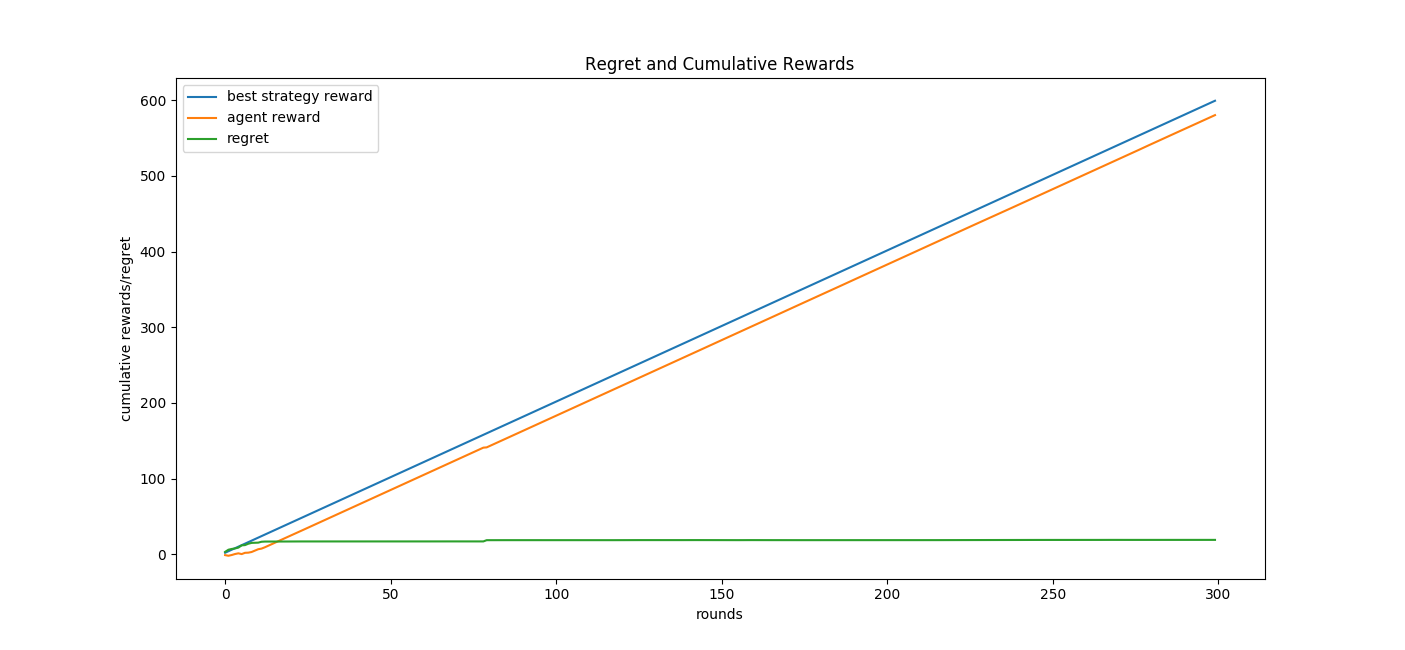 Regret and Cumulative Rewards
best strategy reward
agent reward
regret
cumulative rewards/regret
600
500
400
300
200
100
0
0 50 100 150 200 250 300
rounds